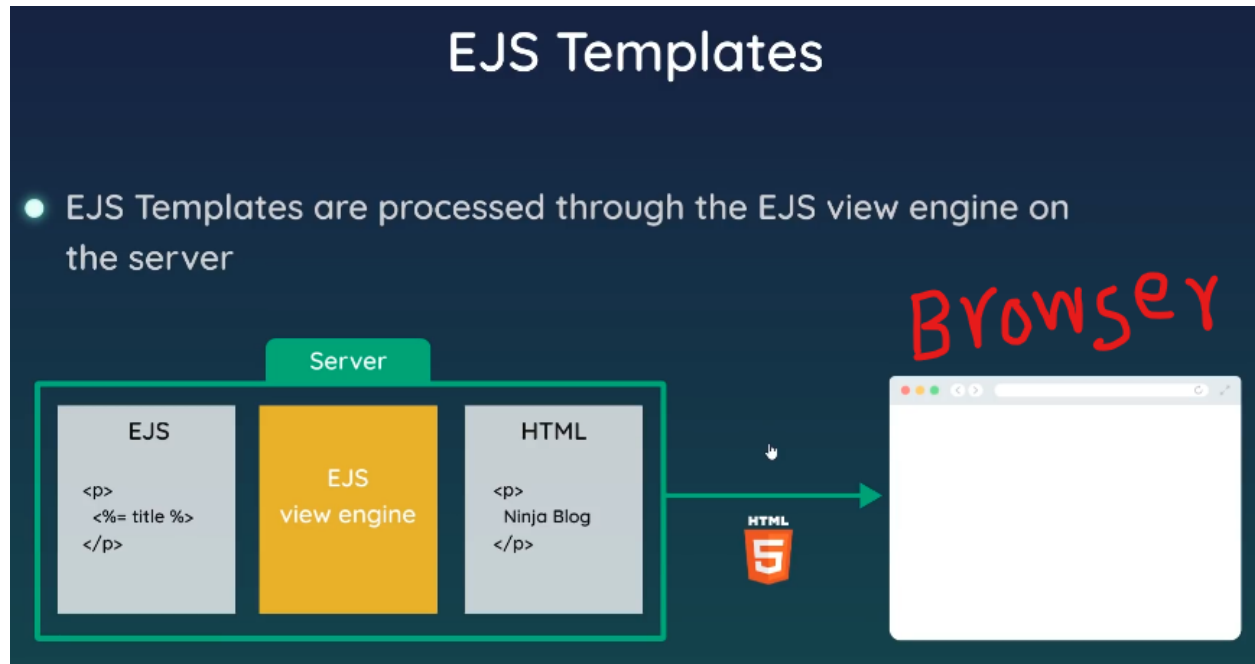 EJS Templates
EJS Templates are processed through the EJS view engine on
the server
Browser
Server
EJS
<p>
<%= title %>
</p>
EJS
view engine
HTML
<p>
Ninja Blog
</p>
HTML
5